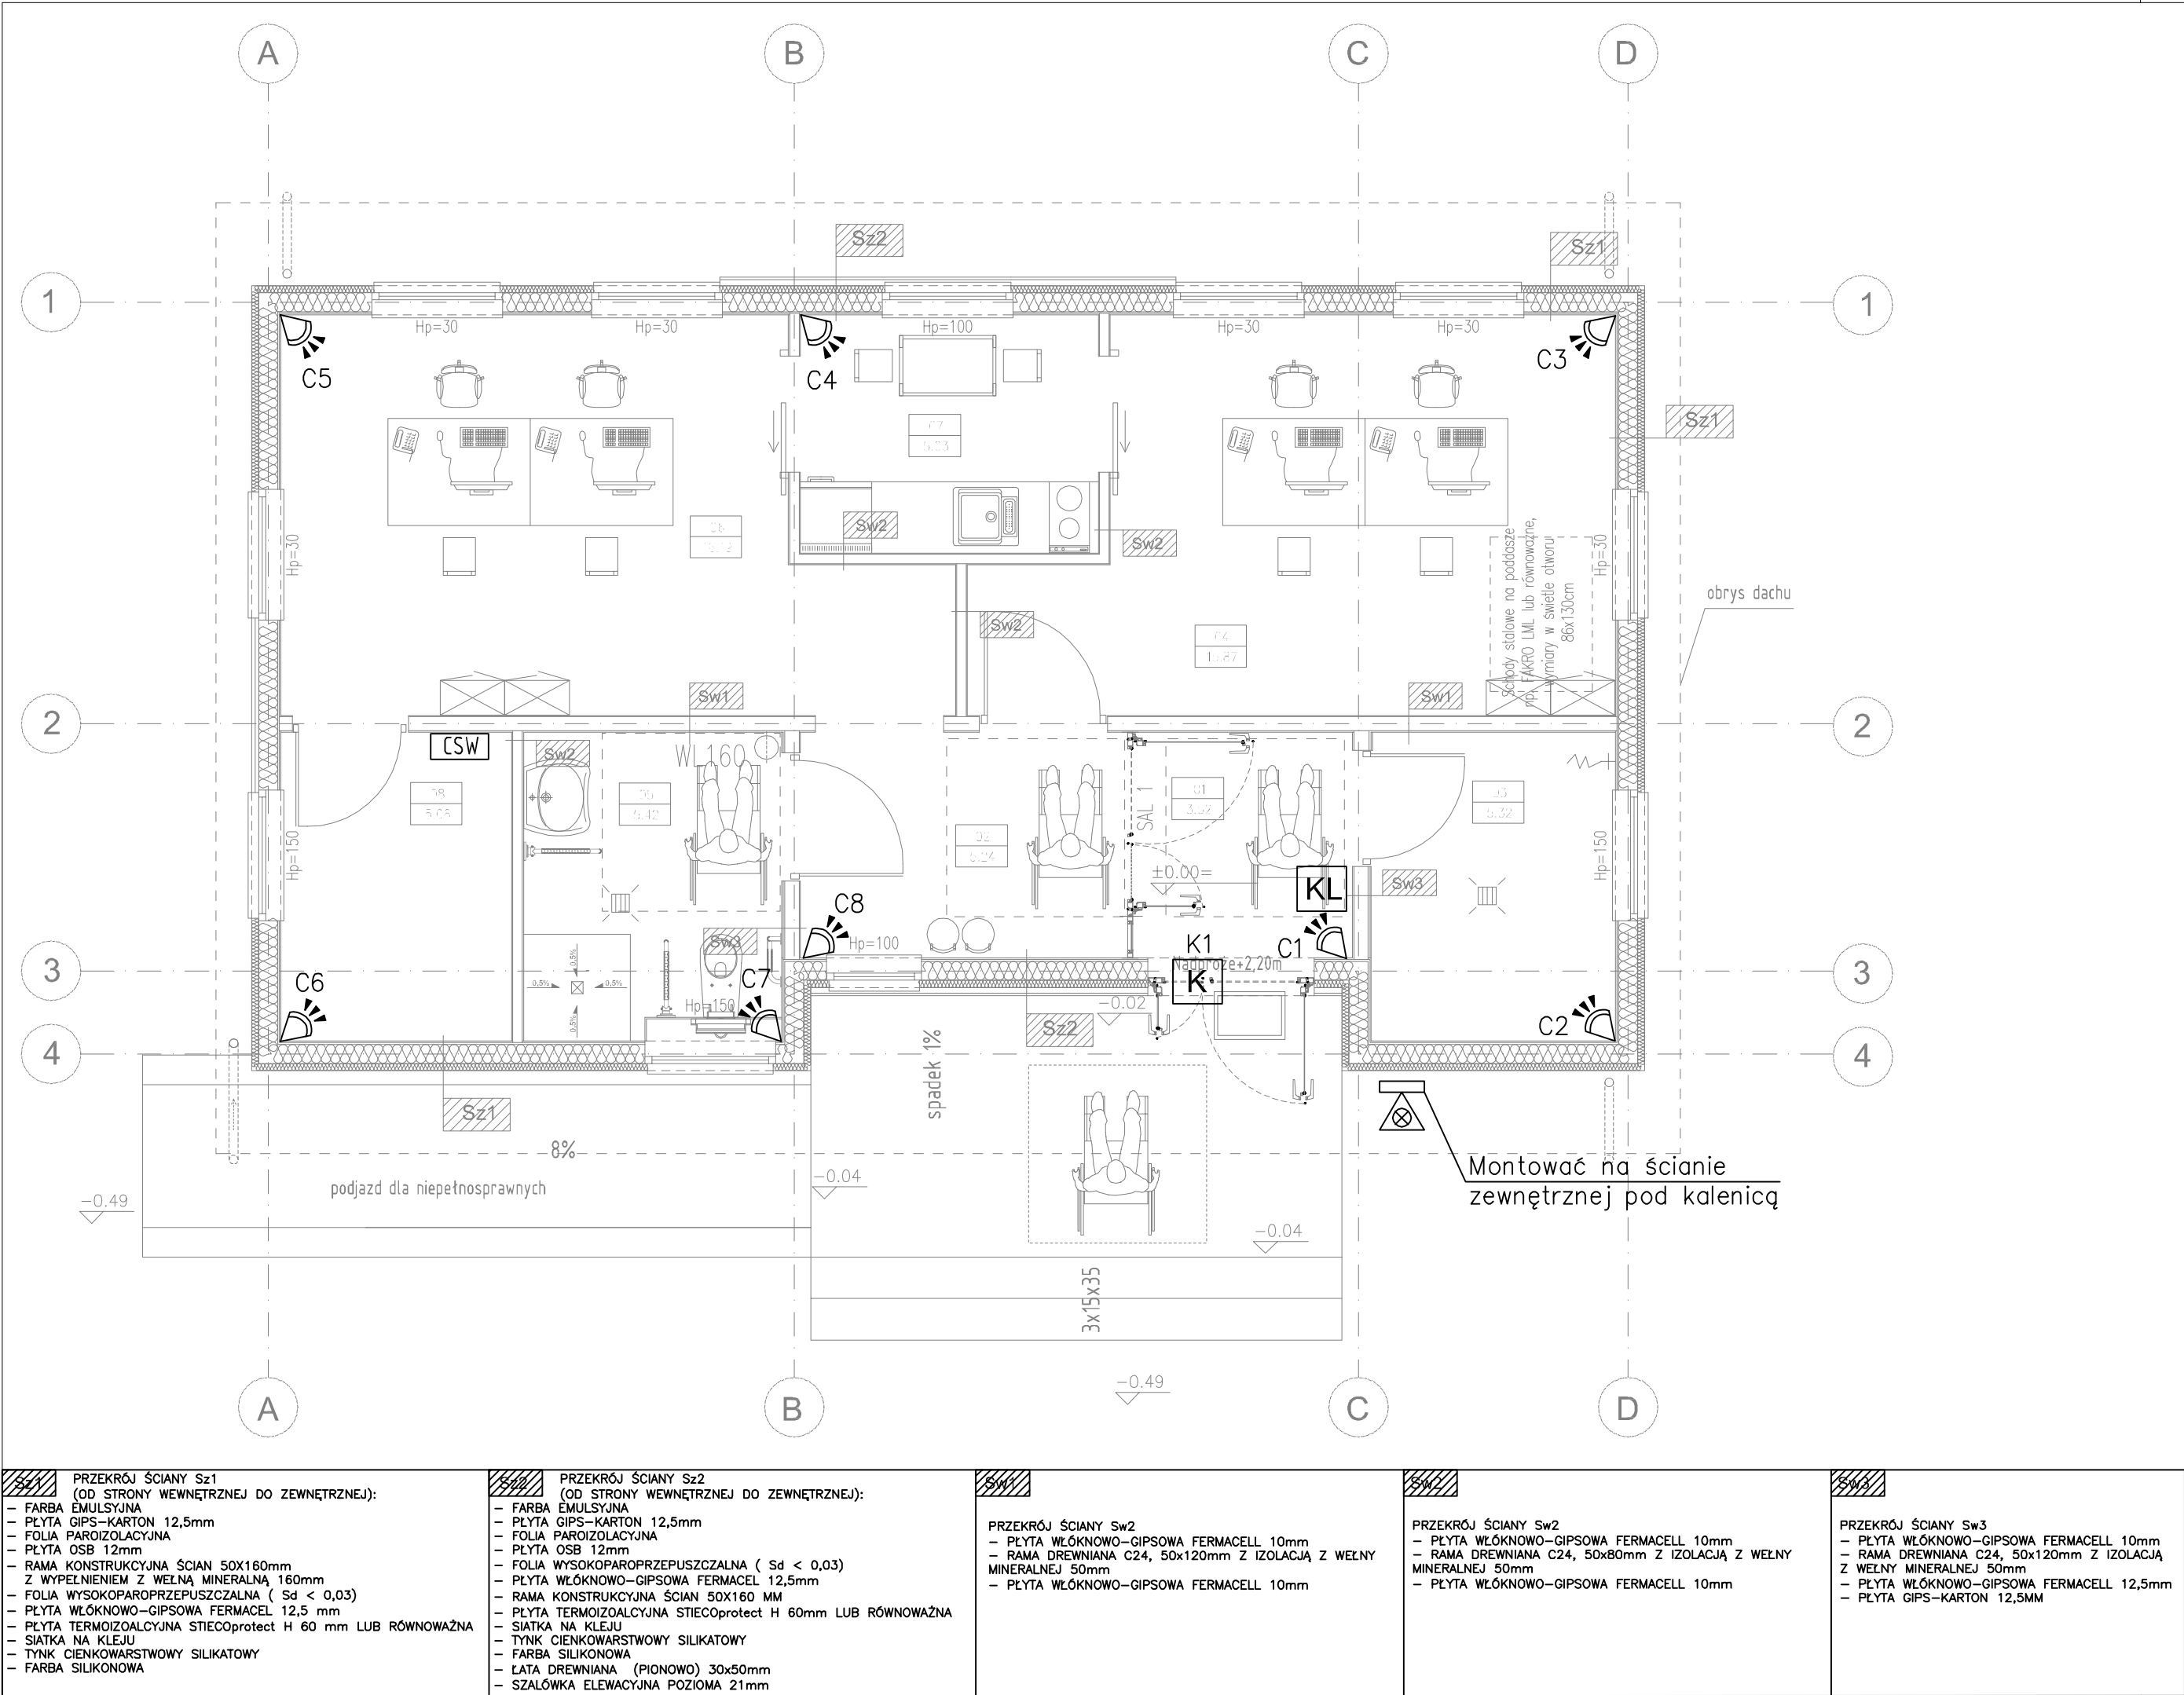 A
B
C
D
Sz2
Sz1
1
1
Hp=30
Hp=30
Hp=100
Hp=30
Hp=30
C5
C4
C3
Sz1
Sw2
Sw2
Hp=30
Hp=30
Schody stalowe na poddasze
np. FAKRO LML lub równoważne,
wymiary w świetle otworu
86x130cm
obrys dachu
Sw2
Sw1
Sw1
2
2
CSW
Sw2
WL160
SAL 1
01
Hp=150
Hp=150
±0.00=
KL
Sw3
C8
Sw3
Hp=100
K1
C1
Nadproże+2,20m
K
3
3
0,5%
0,5%
0,5%
0,5%
C6
C7
Hp=150
-0.02
Sz2
C2
4
4
spadek 1%
Sz1
8%
podjazd dla niepełnosprawnych
-0.49
-0.04
-0.04
Montować na ścianie
zewnętrznej pod kalenicą
3x15x35
-0.49
A
B
C
D
Sz1
PRZEKRÓJ ŚCIANY Sz1
(OD STRONY WEWNĘTRZNEJ DO ZEWNĘTRZNEJ):
- FARBA EMULSYJNA
- PŁYTA GIPS-KARTON 12,5mm
- FOLIA PAROIZOLACYJNA
- PŁYTA OSB 12mm
- RAMA KONSTRUKCYJNA ŚCIAN 50X160mm
Z WYPEŁNIENIEM Z WEŁNĄ MINERALNĄ 160mm
- FOLIA WYSOKOPAROPRZEPUSZCZALNA ( Sd < 0,03)
- PŁYTA WŁÓKNOWO-GIPSOWA FERMACEL 12,5 mm
- PŁYTA TERMOIZOALCYJNA STIECOprotect H 60 mm LUB RÓWNOWAŻNA
- SIATKA NA KLEJU
- TYNK CIENKOWARSTWOWY SILIKATOWY
- FARBA SILIKONOWA
Sz2
PRZEKRÓJ ŚCIANY Sz2
(OD STRONY WEWNĘTRZNEJ DO ZEWNĘTRZNEJ):
- FARBA EMULSYJNA
- PŁYTA GIPS-KARTON 12,5mm
- FOLIA PAROIZOLACYJNA
- PŁYTA OSB 12mm
- FOLIA WYSOKOPAROPRZEPUSZCZALNA ( Sd < 0,03)
- PŁYTA WŁÓKNOWO-GIPSOWA FERMACEL 12,5mm
- RAMA KONSTRUKCYJNA ŚCIAN 50X160 MM
- PŁYTA TERMOIZOALCYJNA STIECOprotect H 60mm LUB RÓWNOWAŻNA
- SIATKA NA KLEJU
- TYNK CIENKOWARSTWOWY SILIKATOWY
- FARBA SILIKONOWA
- ŁATA DREWNIANA (PIONOWO) 30x50mm
- SZALÓWKA ELEWACYJNA POZIOMA 21mm
Sw1
PRZEKRÓJ ŚCIANY Sw2
- PŁYTA WŁÓKNOWO-GIPSOWA FERMACELL 10mm
- RAMA DREWNIANA C24, 50x120mm Z IZOLACJĄ Z WEŁNY
MINERALNEJ 50mm
- PŁYTA WŁÓKNOWO-GIPSOWA FERMACELL 10mm
Sw2
PRZEKRÓJ ŚCIANY Sw2
- PŁYTA WŁÓKNOWO-GIPSOWA FERMACELL 10mm
- RAMA DREWNIANA C24, 50x80mm Z IZOLACJĄ Z WEŁNY
MINERALNEJ 50mm
- PŁYTA WŁÓKNOWO-GIPSOWA FERMACELL 10mm
Sw3
PRZEKRÓJ ŚCIANY Sw3
- PŁYTA WŁÓKNOWO-GIPSOWA FERMACELL 10mm
- RAMA DREWNIANA C24, 50x120mm Z IZOLACJĄ
Z WEŁNY MINERALNEJ 50mm
- PŁYTA WŁÓKNOWO-GIPSOWA FERMACELL 12,5mm
- PŁYTA GIPS-KARTON 12,5MM